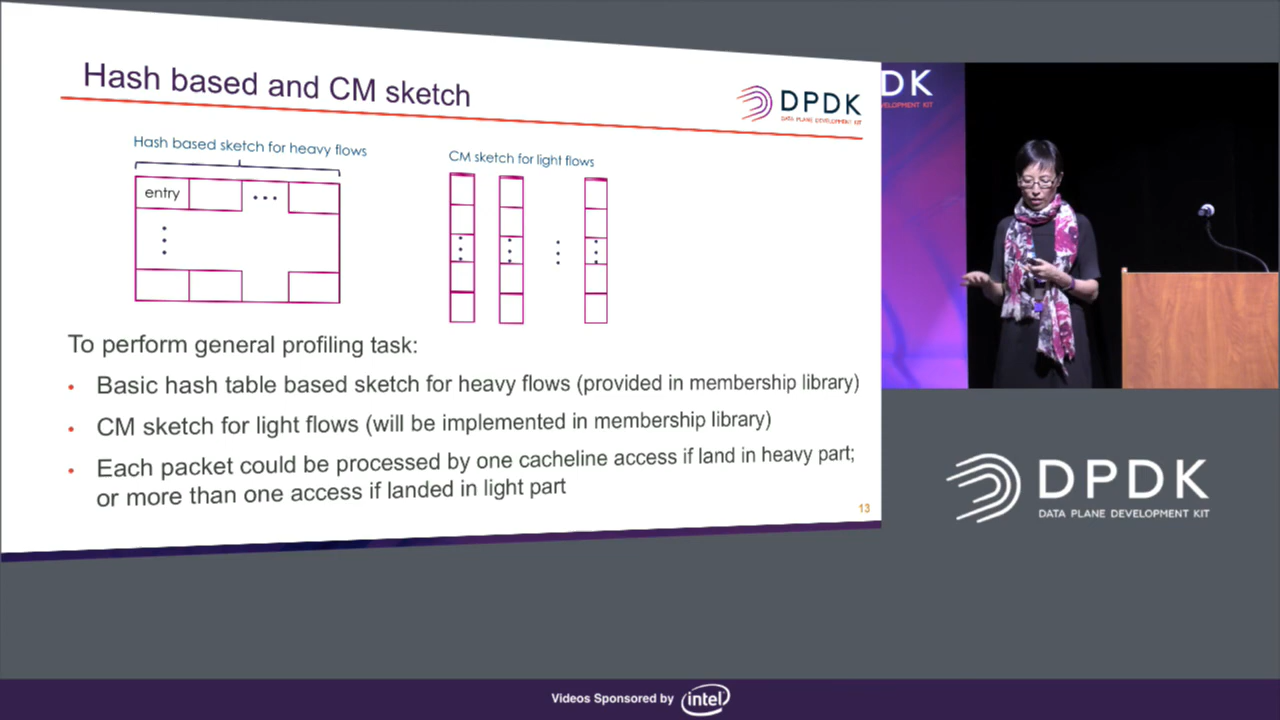 Hash based and CM sketch
DPDK
DATA PLANE DEVELOPMENT KIT
Hash based sketch for heavy flows
CM sketch for light flows
entry
To perform general profiling task:
• Basic hash table based sketch for heavy flows (provided in membership library)
• CM sketch for light flows (will be implemented in membership library)
• Each packet could be processed by one cacheline access if land in heavy part;
or more than one access if landed in light part
13
DK
VELOPMENT KIT
DPDK
DATA PLANE DEVELOPMENT KIT
Videos Sponsored by intel